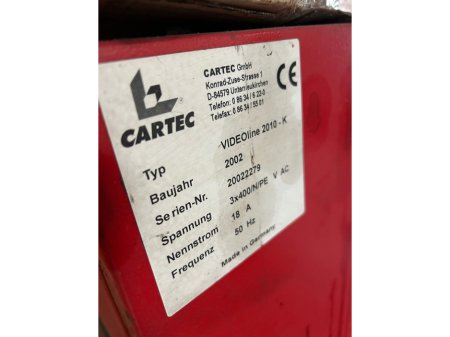 CARTEC
CARTEC GmbH
Konrad-Zuse-Strasse 1
D-84579 Unterneukirchen
Telefon: 0 86 34 / 6 22-0
Telefax: 0 86 34 / 55 01
CE
Typ VIDEOline 2010 - K
Baujahr 2002
Serien-Nr. 20022279
Spannung 3x400/N/PE V AC
Nennstrom 18 A
Frequenz 50 Hz
Made in Germany